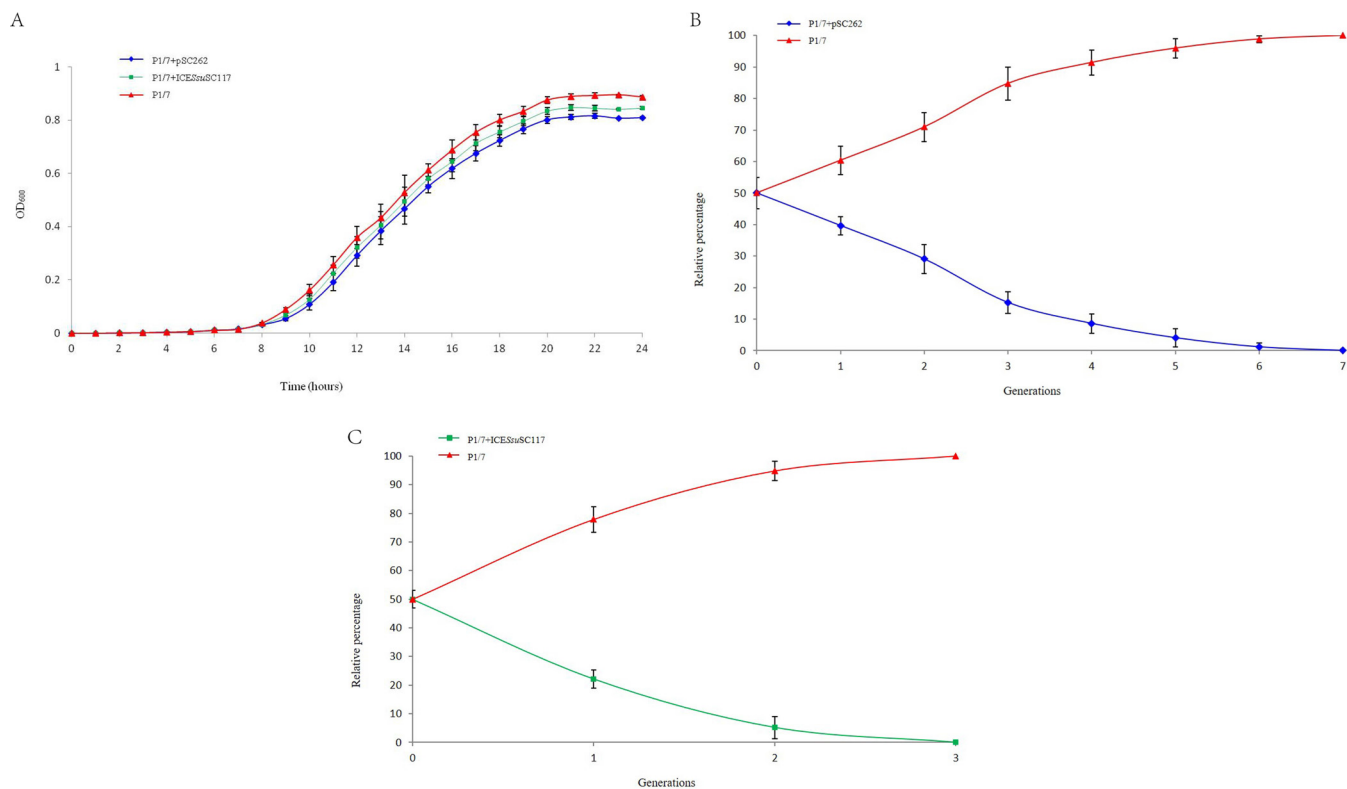 A
P1/7+pSC262
P1/7+ICESsuSC117
P1/7
1
0.8
0.6
0.4
0.2
0
OD600
0 2 4 6 8 10 12 14 16 18 20 22 24
Time (hours)
B
P1/7+pSC262
P1/7
100
90
80
70
60
50
40
30
20
10
0
Relative percentage
0 1 2 3 4 5 6 7
Generations
C
P1/7+ICESsuSC117
P1/7
100
90
80
70
60
50
40
30
20
10
0
Relative percentage
0 1 2 3
Generations